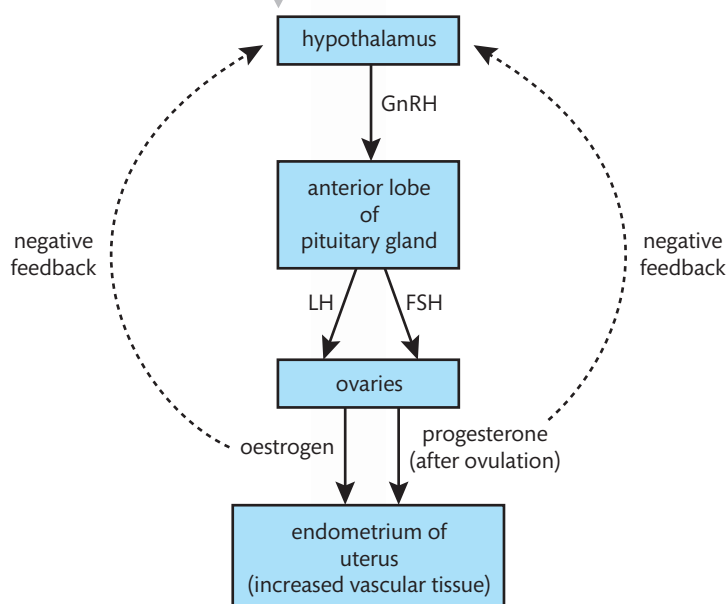 hypothalamus
GnRH
anterior lobe
of
pituitary gland
negative
feedback
negative
feedback
LH
FSH
ovaries
oestrogen
progesterone
(after ovulation)
endometrium of
uterus
(increased vascular tissue)